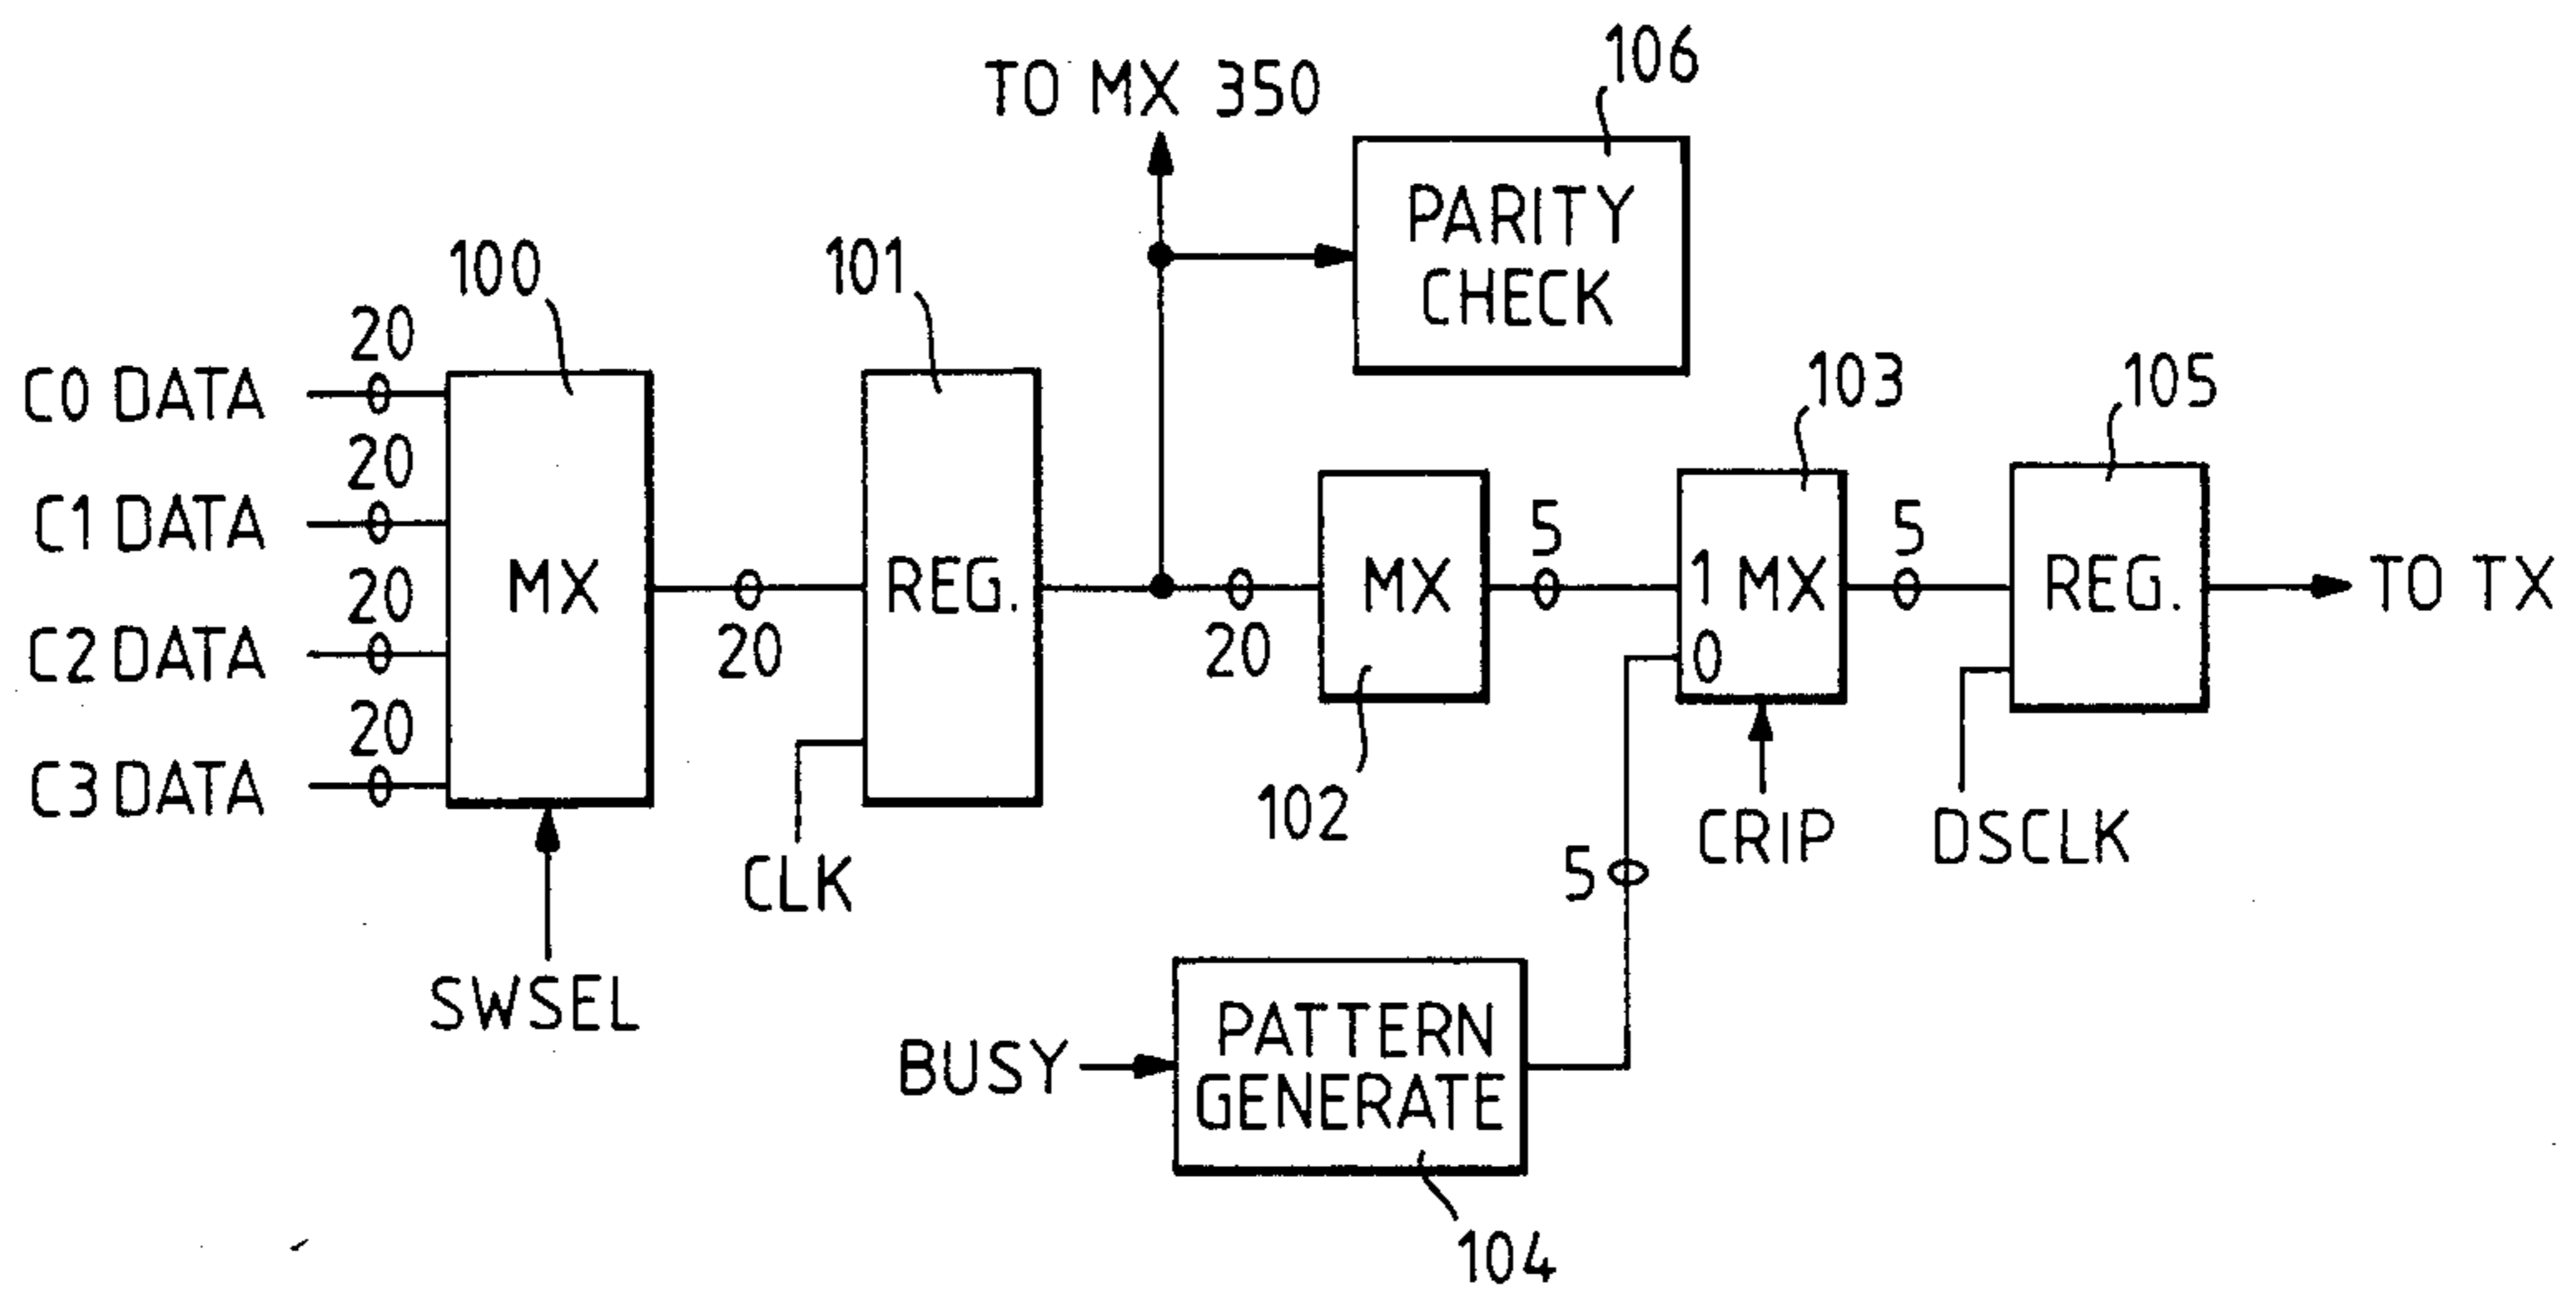 TO MX 350
106
PARITY
CHECK
100
101
103
105
20
C0 DATA
20
C1 DATA
20
C2 DATA
20
C3 DATA
MX
20
REG.
20
MX
5
1 MX
0
5
REG.
TO TX
102
CLK
CRIP
DSCLK
5
SWSEL
BUSY
PATTERN
GENERATE
104